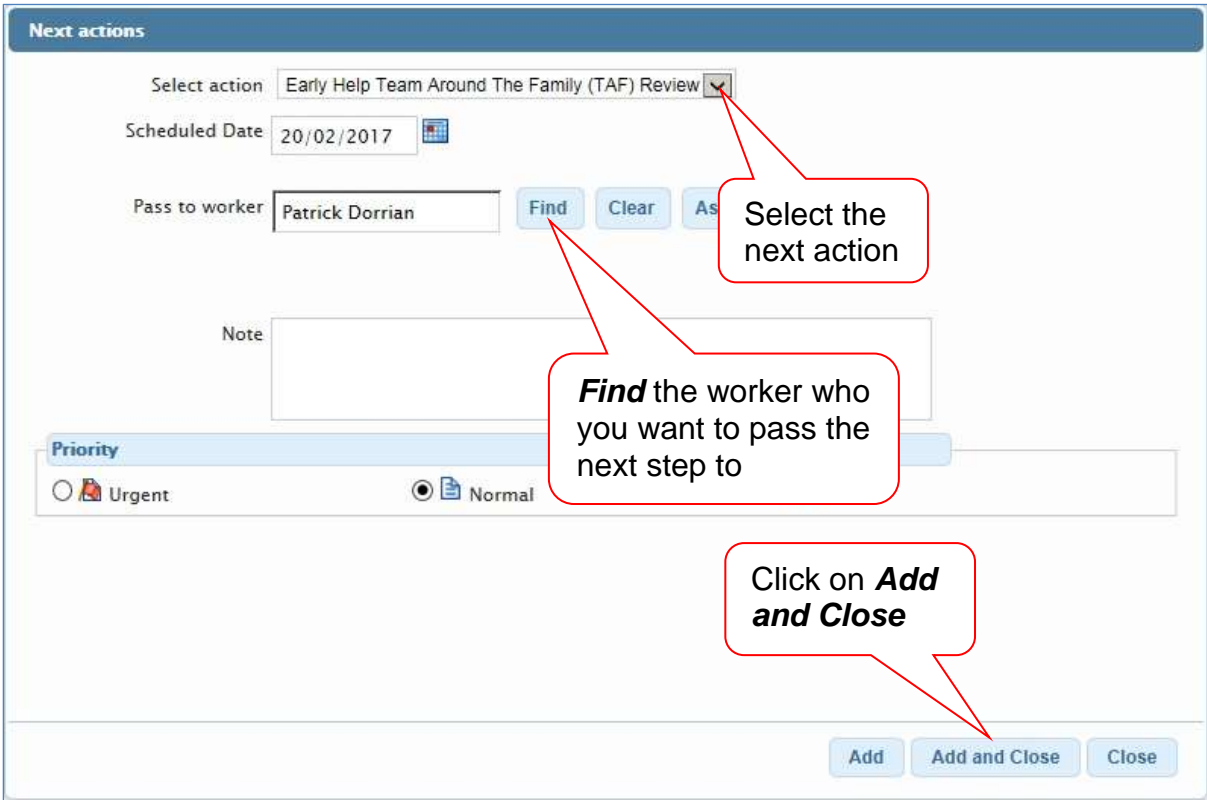 Next actions
Select action Early Help Team Around The Family (TAF) Review
Scheduled Date 20/02/2017
Pass to worker Patrick Dorrian Find Clear As
Select the
next action
Note
Find the worker who
you want to pass the
next step to
Priority
Urgent Normal
Click on Add
and Close
Add Add and Close Close